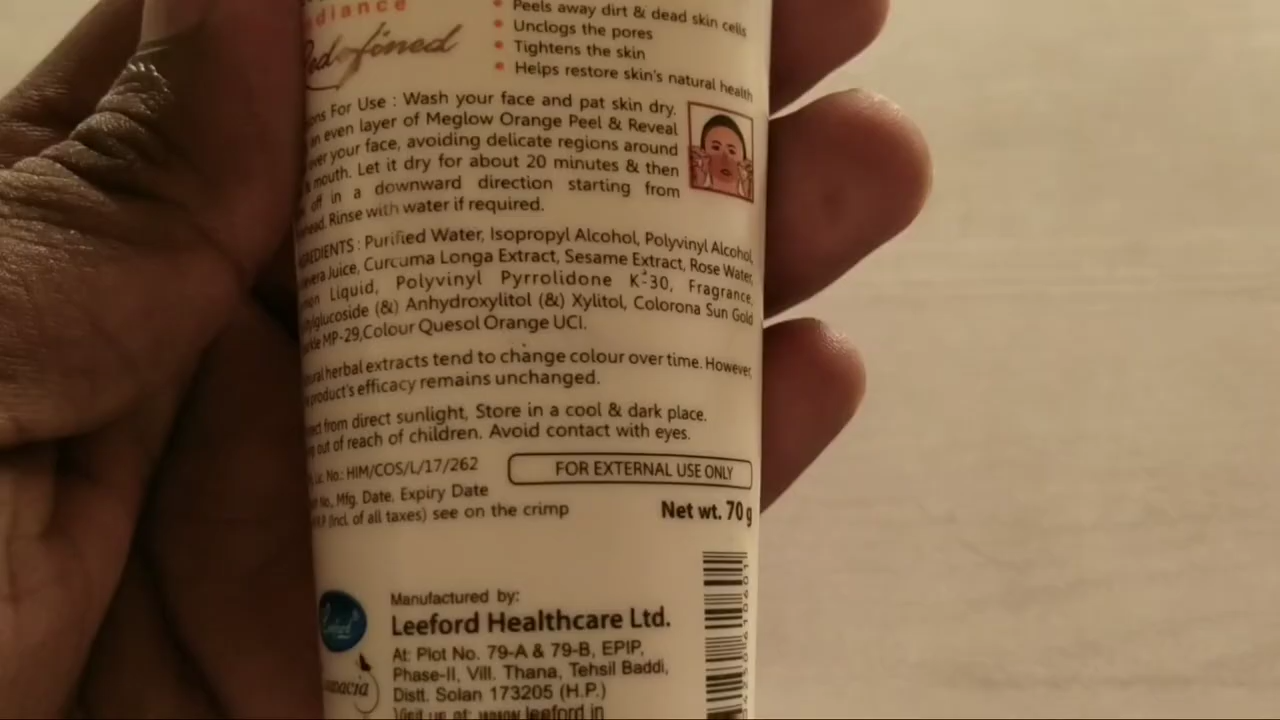 Peels away dirt & dead skin cells
Unclogs the pores
Tightens the skin
Helps restore skin's natural health
For Use : Wash your face and pat skin dry.
an even layer of Meglow Orange Peel & Reveal
your face, avoiding delicate regions around
mouth. Let it dry for about 20 minutes & then
off in a downward direction starting from
Rinse with water if required.
: Purified Water, Isopropyl Alcohol, Polyvinyl Alcohol,
Juice, Curcuma Longa Extract, Sesame Extract, Rose Water,
Liquid, Polyvinyl Pyrrolidone K-30, Fragrance,
(&) Anhydroxylitol (&) Xylitol, Colorona Sun Gold
MP-29,Colour Quesol Orange UCI.
herbal extracts tend to change colour over time. However,
product's efficacy remains unchanged.
from direct sunlight, Store in a cool & dark place.
out of reach of children. Avoid contact with eyes.
Lic No.: HIM/COS/L/17/262
FOR EXTERNAL USE ONLY
No., Mfg. Date, Expiry Date
(Incl. of all taxes) see on the crimp
Net wt. 70 g
Manufactured by:
Leeford Healthcare Ltd.
At: Plot No. 79-A & 79-B, EPIP,
Phase-II, Vill. Thana, Tehsil Baddi,
Distt. Solan 173205 (H.P.)
Visit us at: www.leeford.in